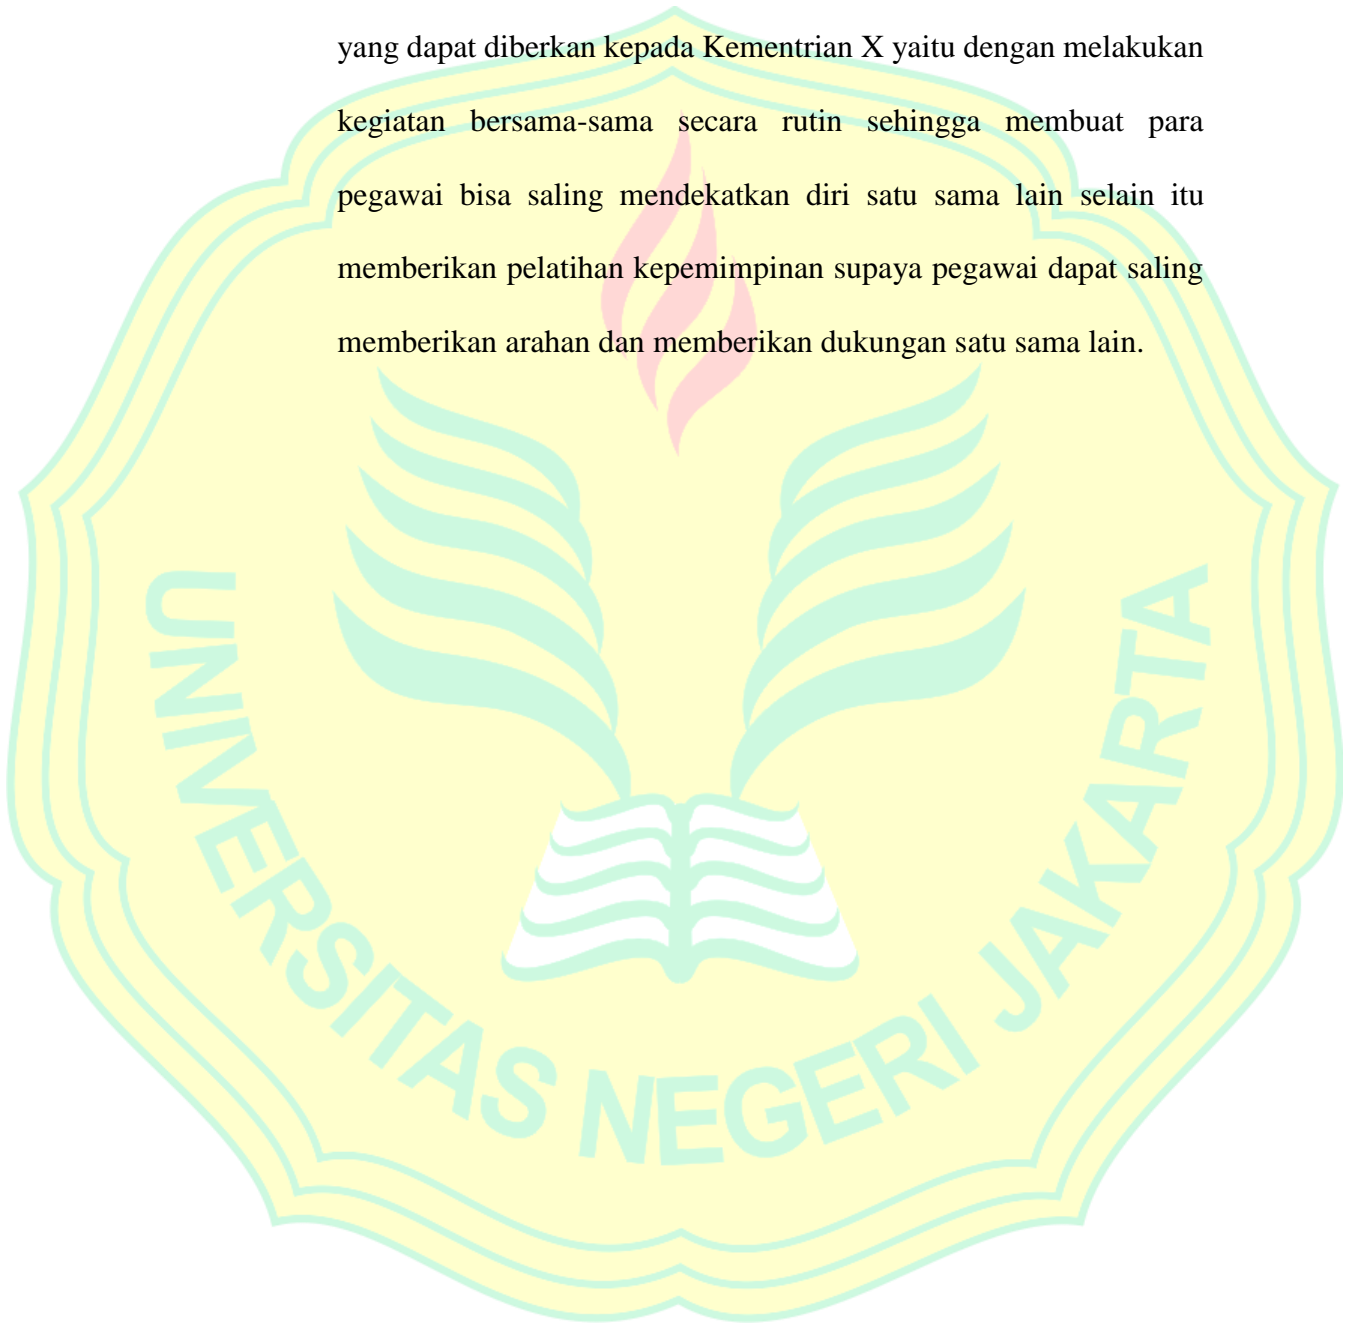 yang dapat diberkan kepada Kementrian X yaitu dengan melakukan
kegiatan bersama-sama secara rutin sehingga membuat para
pegawai bisa saling mendekatkan diri satu sama lain selain itu
memberikan pelatihan kepemimpinan supaya pegawai dapat saling
memberikan arahan dan memberikan dukungan satu sama lain.
UNIVERSITAS NEGERI JAKARTA